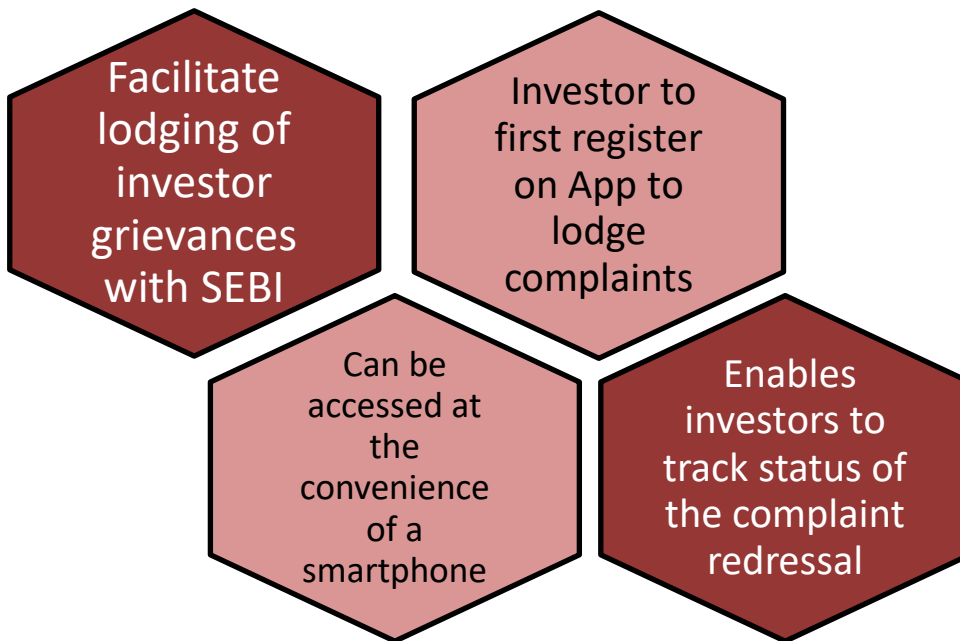 Facilitate
lodging of
investor
grievances
with SEBI
Investor to
first register
on App to
lodge
complaints
Can be
accessed at
the
convenience
of a
smartphone
Enables
investors to
track status of
the complaint
redressal